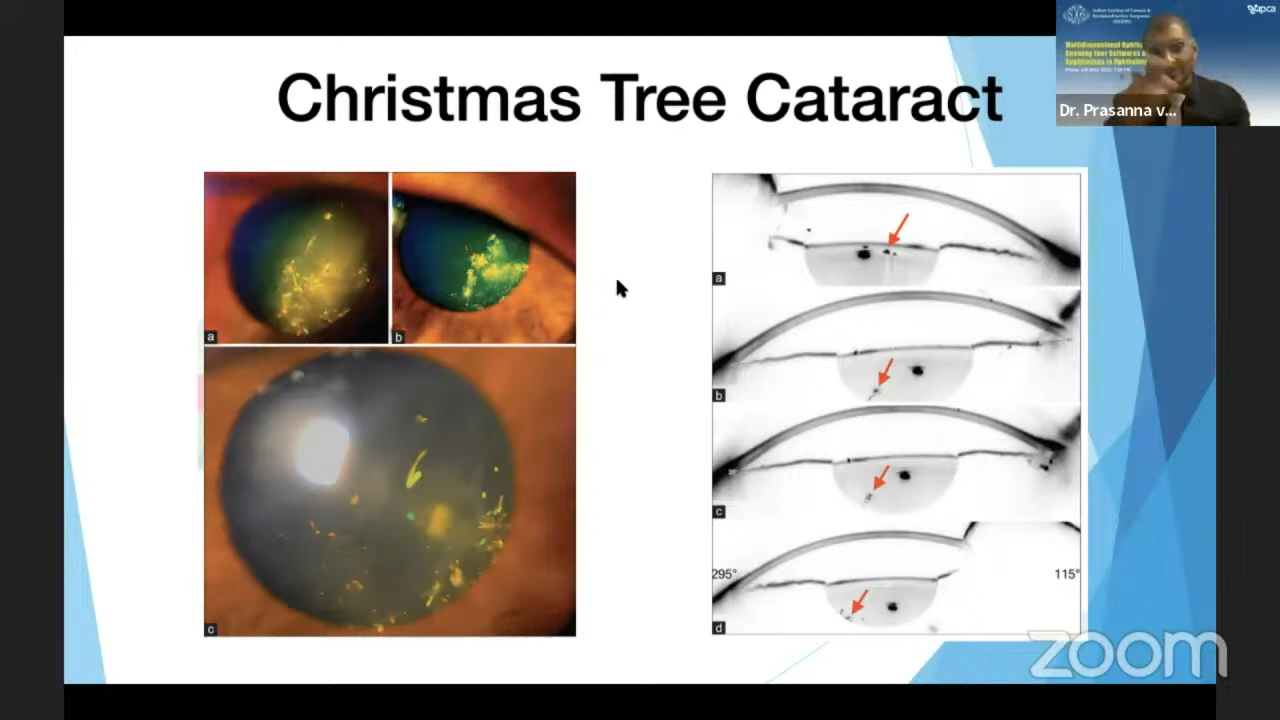 Christmas Tree Cataract
a
b
c
a
b
c
295°
115°
d
Dr. Prasanna v...
zoom